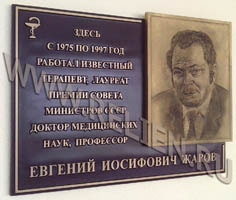 ЗДЕСЬ
С 1975 ПО 1997 ГОД
РАБОТАЛ ИЗВЕСТНЫЙ
ТЕРАПЕВТ, ЛАУРЕАТ
ПРЕМИИ СОВЕТА
МИНИСТРОВ СССР,
ДОКТОР МЕДИЦИНСКИХ
НАУК, ПРОФЕССОР
ЕВГЕНИЙ ИОСИФОВИЧ ЖАРОВ